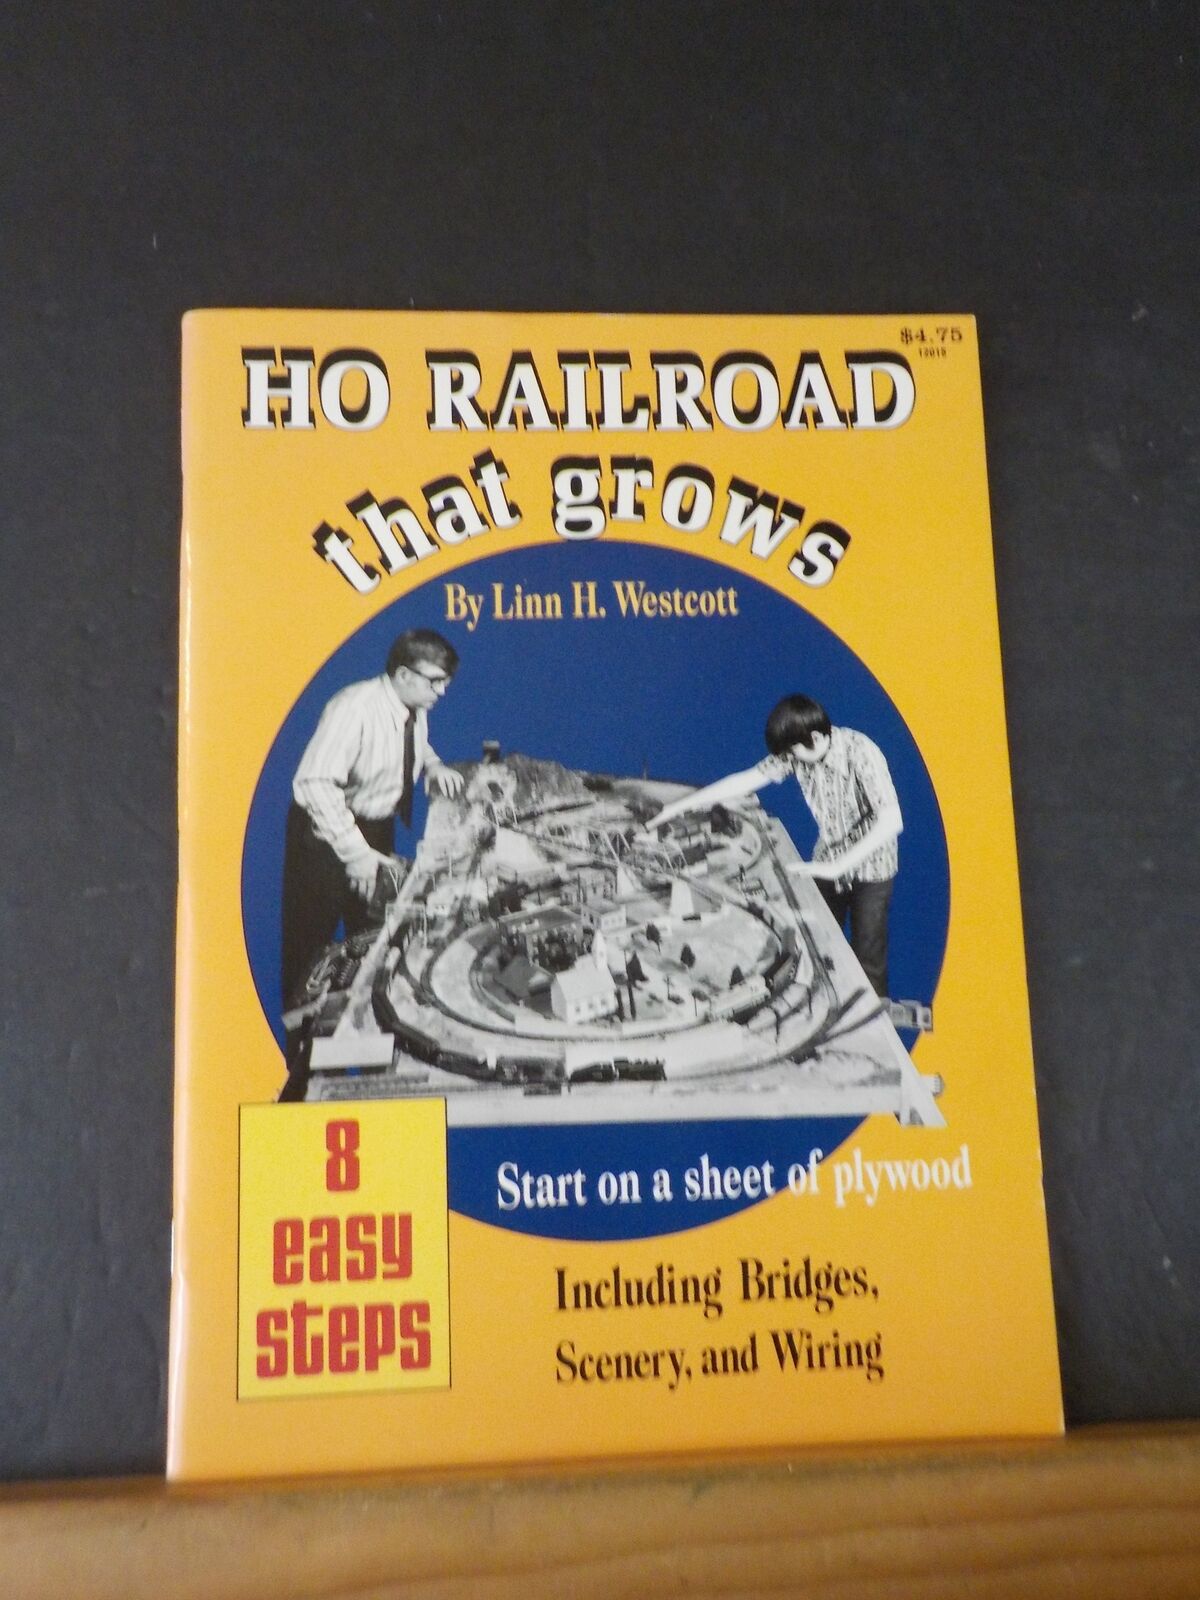 $4.75
HO RAILROAD
that grows
By Linn H. Westcott
8
easy
steps
Start on a sheet of plywood
Including Bridges,
Scenery, and Wiring